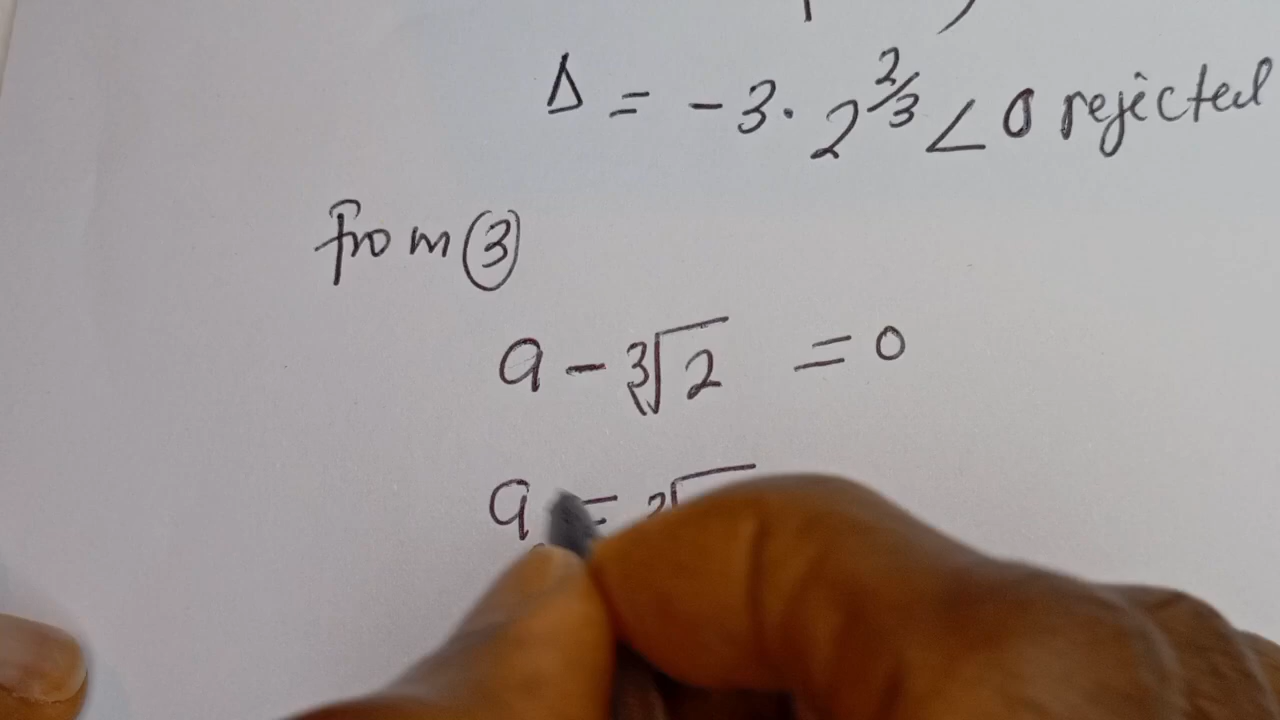 Δ = -3·2^{2/3} < 0 rejected
from ③
a - ∛2 = 0
a = ∛